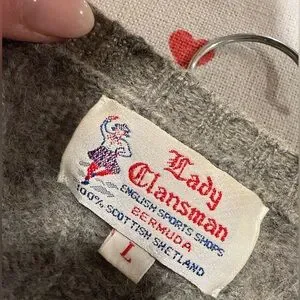 Lady
Clansman
ENGLISH SPORTS SHOPS
BERMUDA
100% SCOTTISH SHETLAND
L